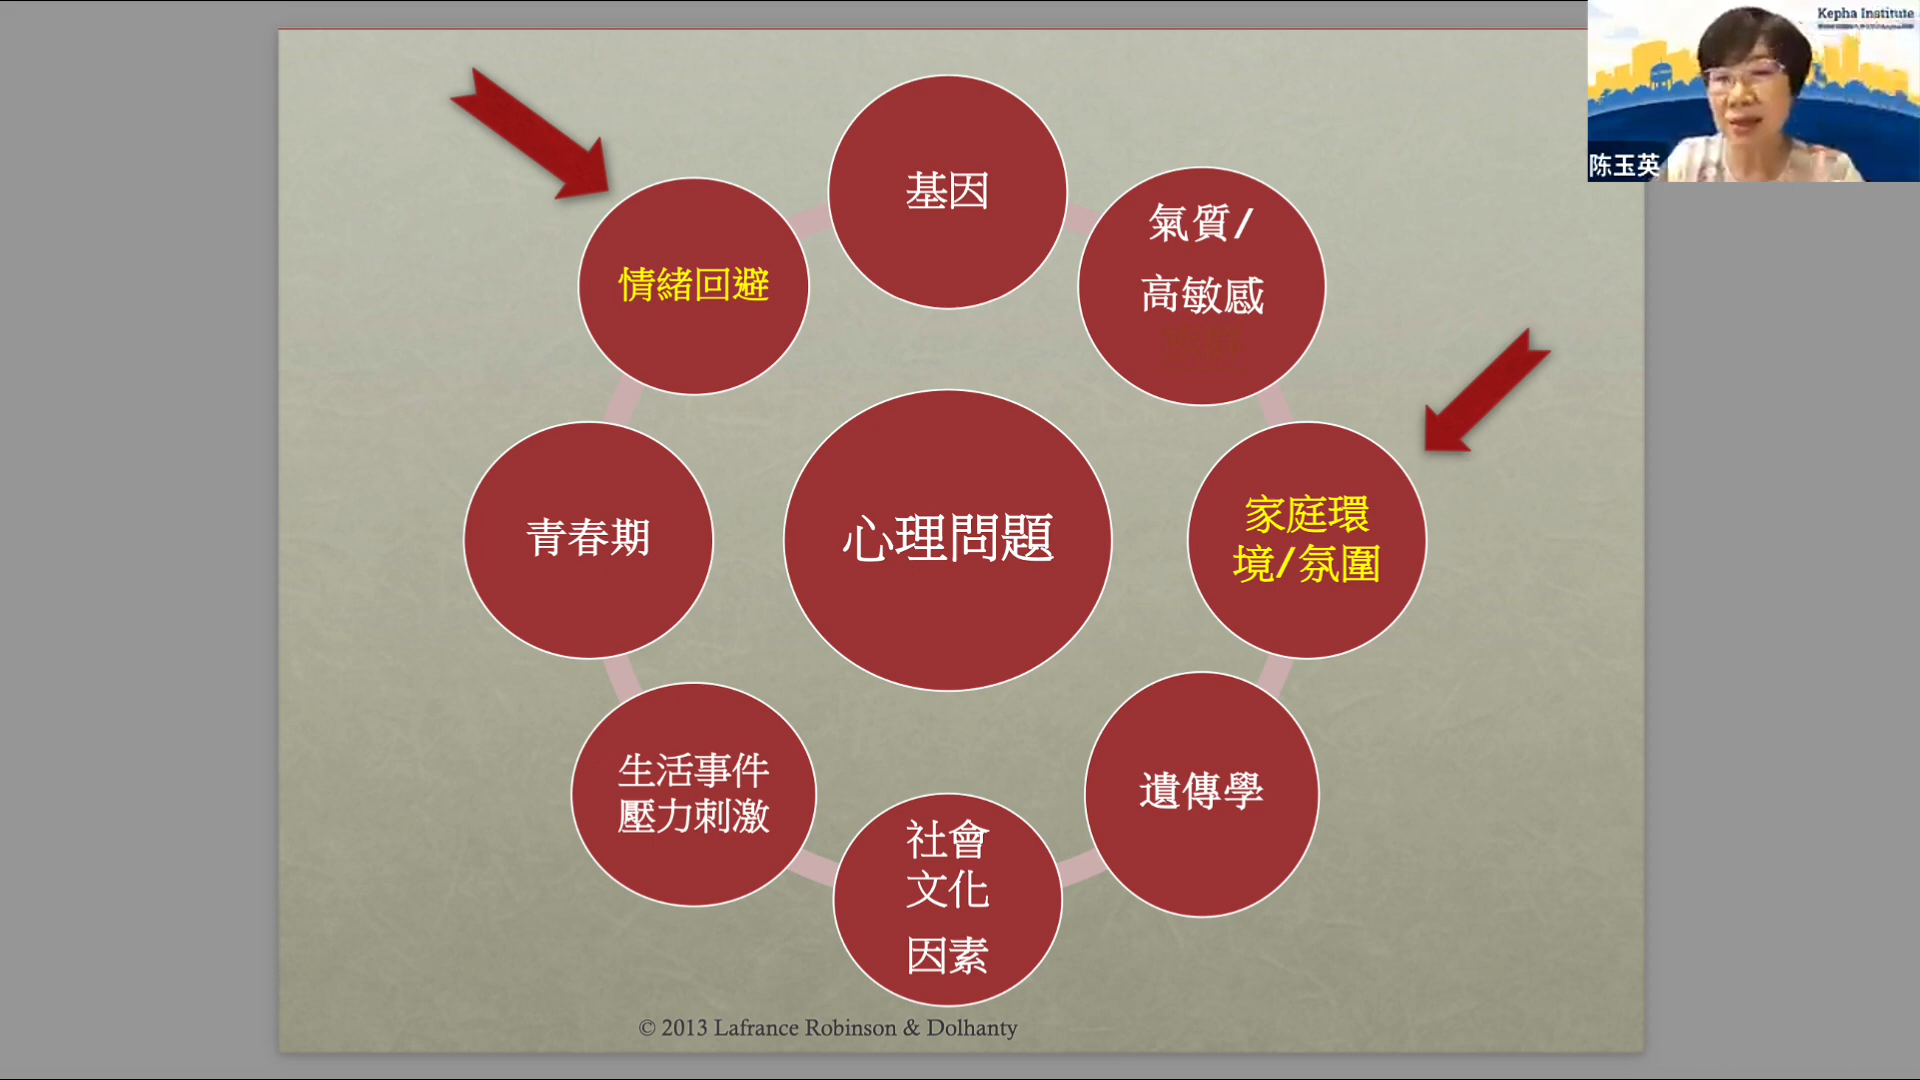 Kepha Institute
陈玉英
基因
氣質/
高敏感
情緒回避
家庭環
境/氛圍
青春期
心理問題
生活事件
壓力刺激
遺傳學
社會
文化
因素
© 2013 Lafrance Robinson & Dolhanty